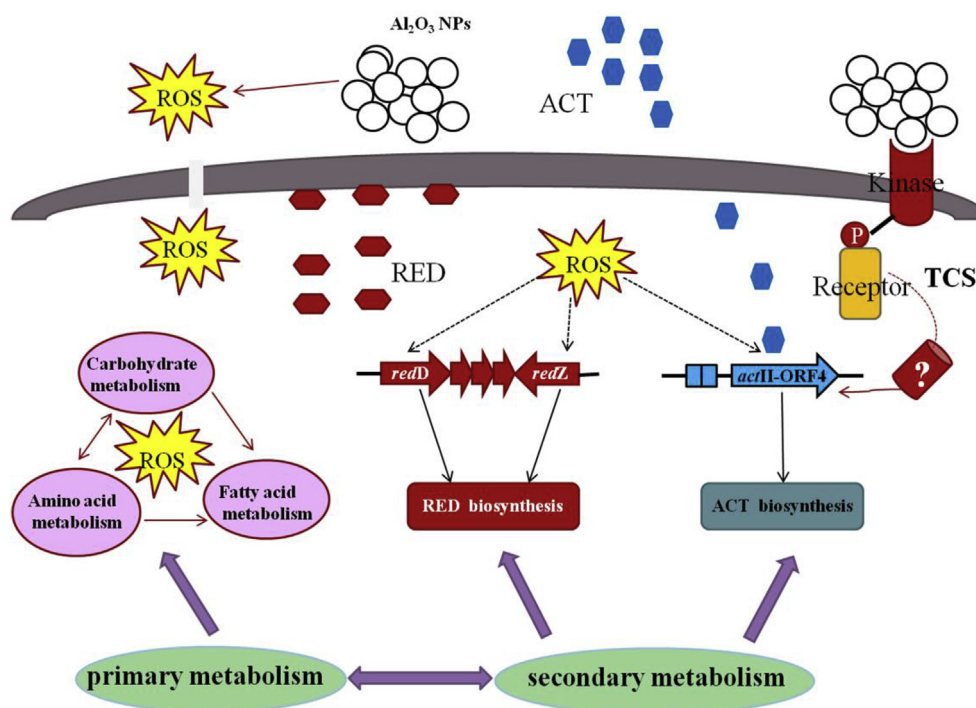 Al₂O₃ NPs
ROS
ACT
Kinase
ROS
P
RED
ROS
Receptor
TCS
Carbohydrate
metabolism
redD
redZ
actII-ORF4
?
ROS
Amino acid
metabolism
Fatty acid
metabolism
RED biosynthesis
ACT biosynthesis
primary metabolism
secondary metabolism